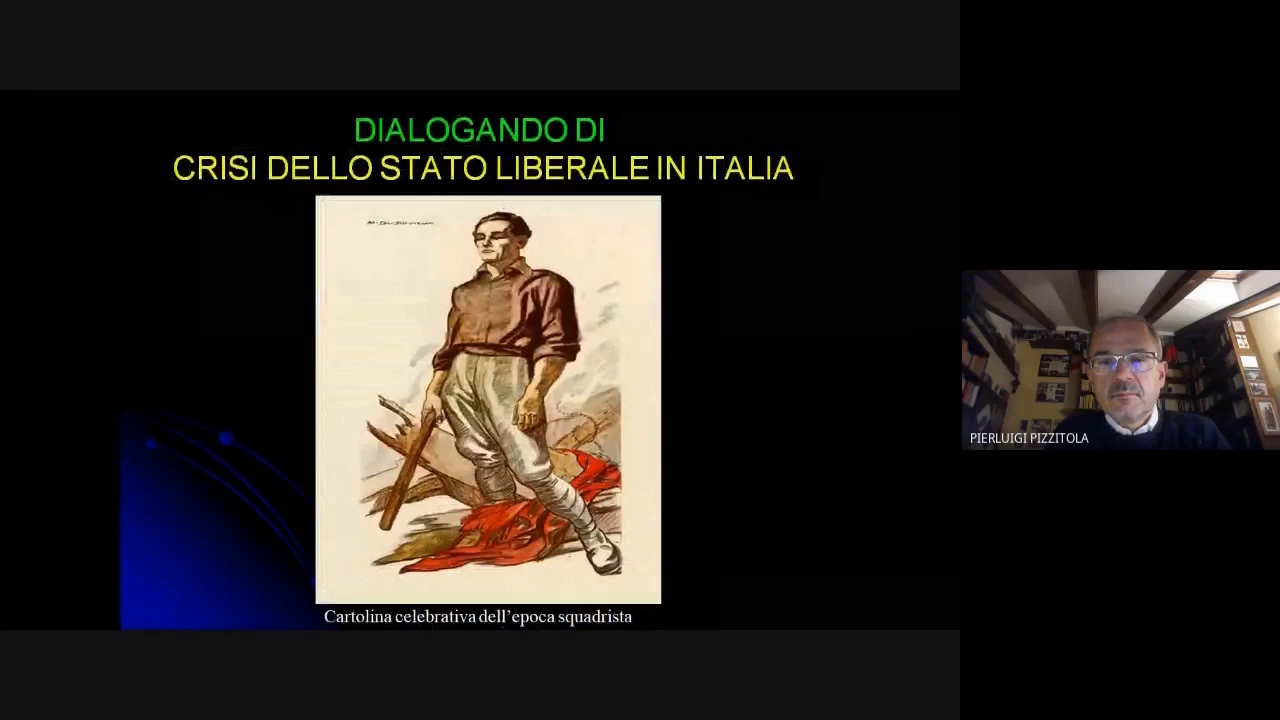 DIALOGANDO DI
CRISI DELLO STATO LIBERALE IN ITALIA
Cartolina celebrativa dell'epoca squadrista
PIERLUIGI PIZZITOLA